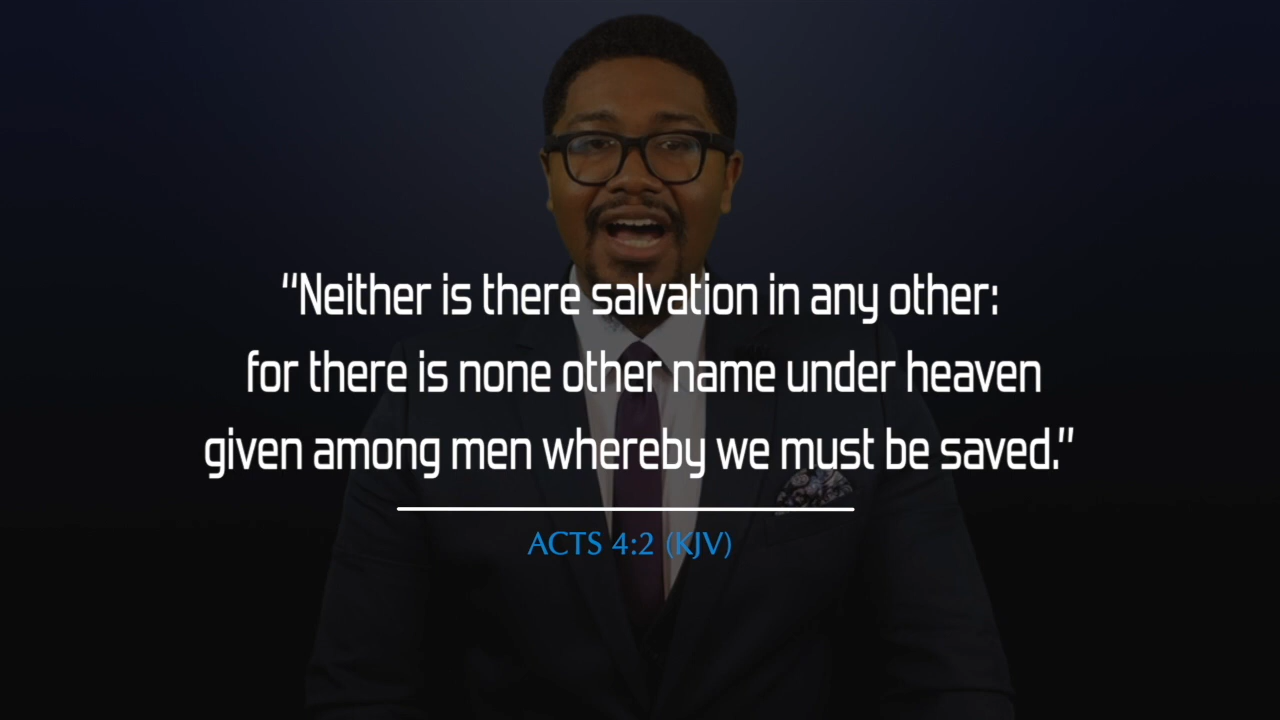 "Neither is there salvation in any other:
for there is none other name under heaven
given among men whereby we must be saved."
ACTS 4:2 (KJV)